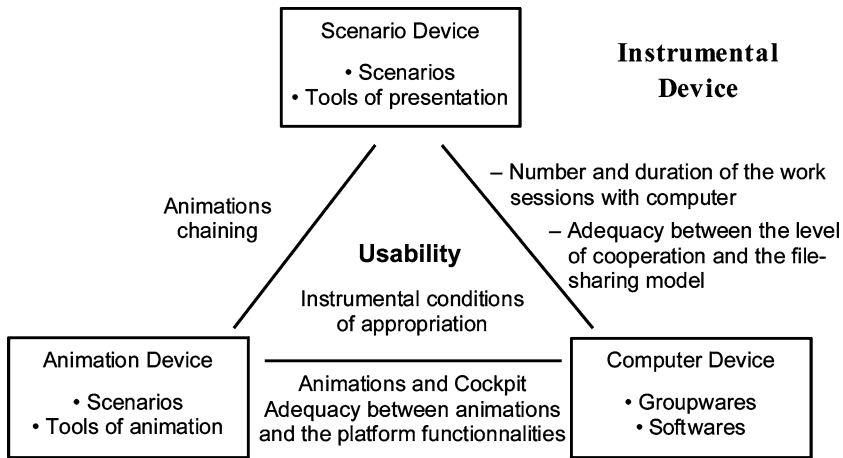 Scenario Device
• Scenarios
• Tools of presentation
Instrumental
Device
Animations
chaining
– Number and duration of the work
sessions with computer
– Adequacy between the level
of cooperation and the file-
sharing model
Usability
Instrumental conditions
of appropriation
Animation Device
• Scenarios
• Tools of animation
Animations and Cockpit
Adequacy between animations
and the platform functionnalities
Computer Device
• Groupwares
• Softwares